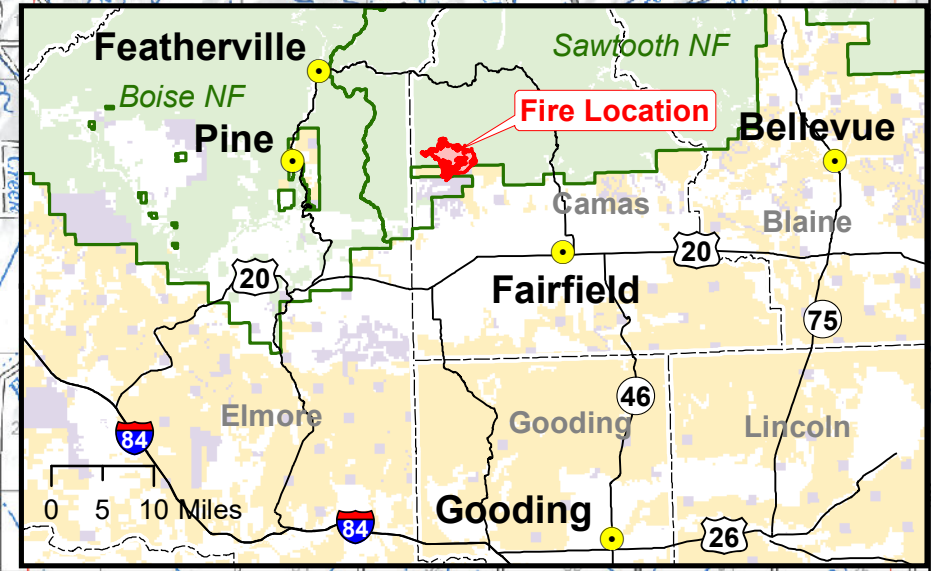 Featherville
Sawtooth NF
Boise NF
Fire Location
Pine
Bellevue
Creek
Camas
Blaine
20
20
Fairfield
75
46
Elmore
Gooding
Lincoln
84
0 5 10 Miles
Gooding
84
26